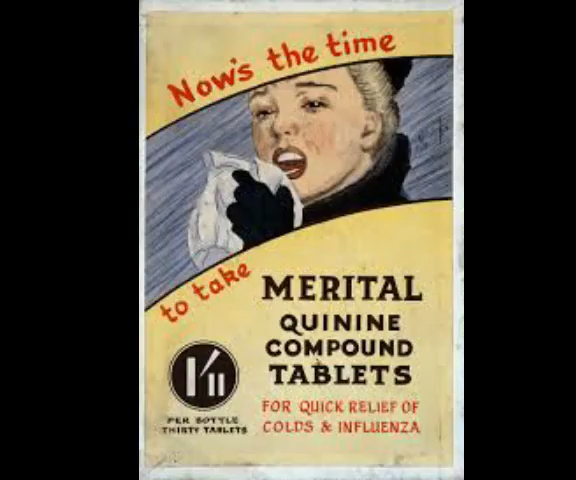 Now's the time
to take
MERITAL
QUININE
COMPOUND
TABLETS
FOR QUICK RELIEF OF
COLDS & INFLUENZA
1/11
PER BOTTLE
THIRTY TABLETS